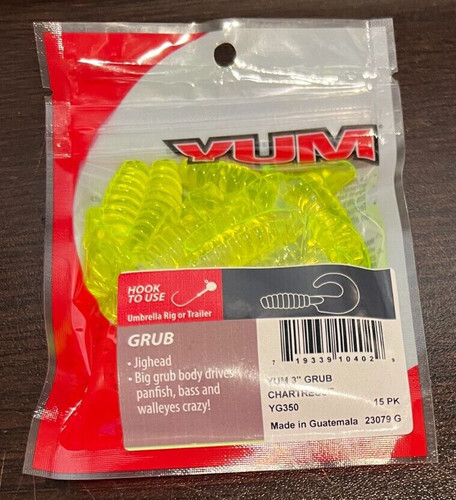 YUM
HOOK
TO USE
Umbrella Rig or Trailer
GRUB
• Jighead
• Big grub body drives
panfish, bass and
walleyes crazy!
7 19339 10402 9
YUM 3" GRUB
15 PK
YG350
Made in Guatemala 23079 G